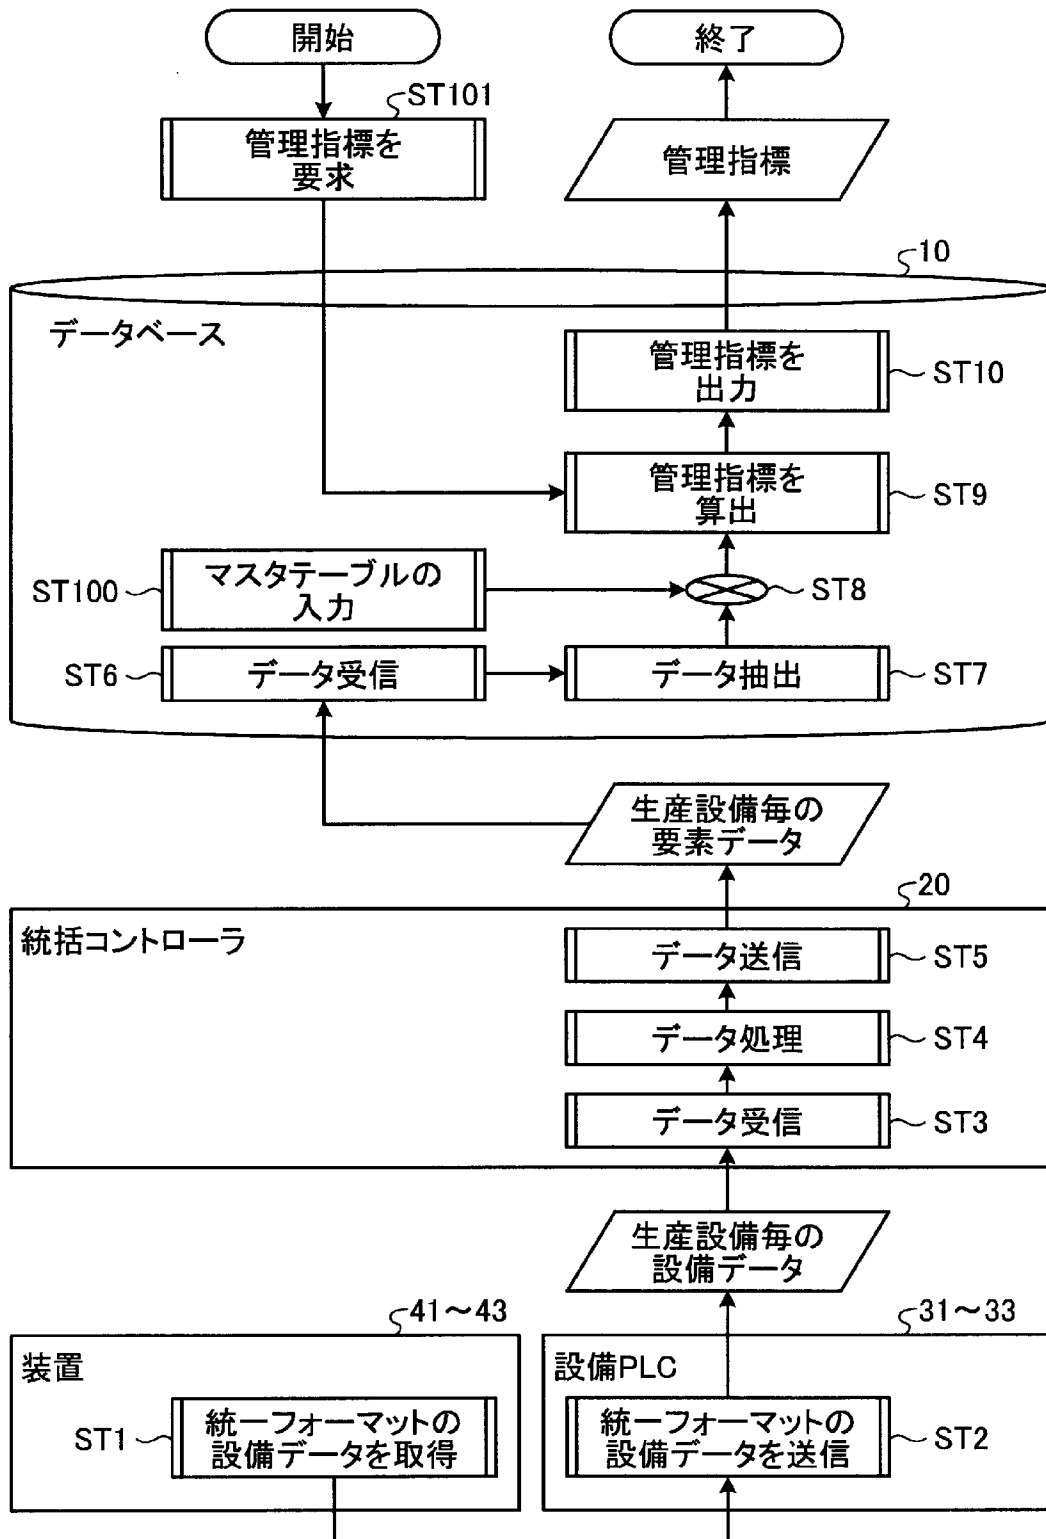 開始
終了
ST101
管理指標を
要求
管理指標
10
データベース
管理指標を
出力
ST10
管理指標を
算出
ST9
ST100
マスタテーブルの
入力
ST8
ST6
データ受信
データ抽出
ST7
生産設備毎の
要素データ
20
統括コントローラ
データ送信
ST5
データ処理
ST4
データ受信
ST3
生産設備毎の
設備データ
41～43
31～33
装置
設備PLC
ST1
統一フォーマットの
設備データを取得
統一フォーマットの
設備データを送信
ST2